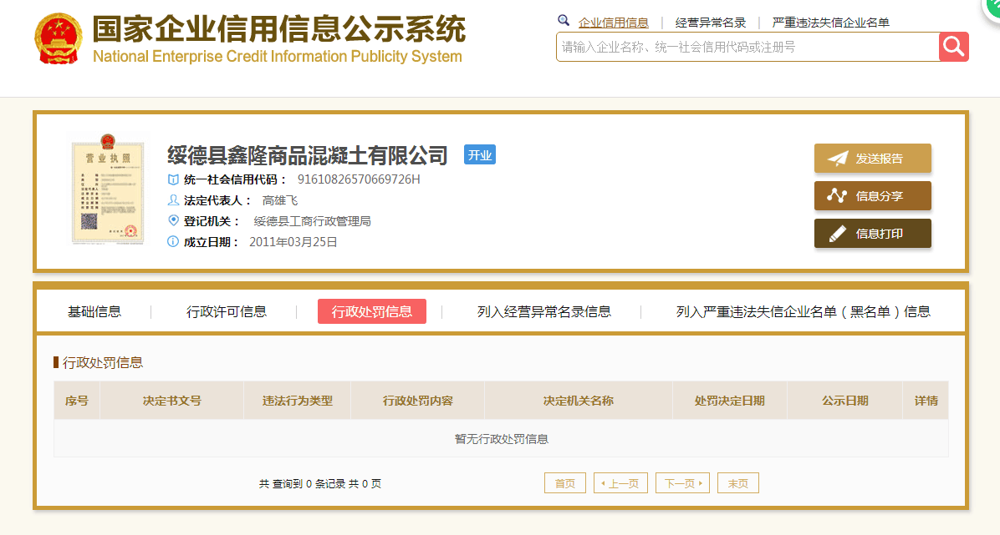 国家企业信用信息公示系统
National Enterprise Credit Information Publicity System
企业信用信息 | 经营异常名录 | 严重违法失信企业名单
请输入企业名称、统一社会信用代码或注册号
营业执照
绥德县鑫隆商品混凝土有限公司 开业
统一社会信用代码： 91610826570669726H
法定代表人： 高雄飞
登记机关： 绥德县工商行政管理局
成立日期： 2011年03月25日
发送报告
信息分享
信息打印
基础信息 | 行政许可信息 | 行政处罚信息 | 列入经营异常名录信息 | 列入严重违法失信企业名单（黑名单）信息
行政处罚信息
序号 决定书文号 违法行为类型 行政处罚内容 决定机关名称 处罚决定日期 公示日期 详情
暂无行政处罚信息
共 查询到 0 条记录 共 0 页 首页 上一页 下一页 末页